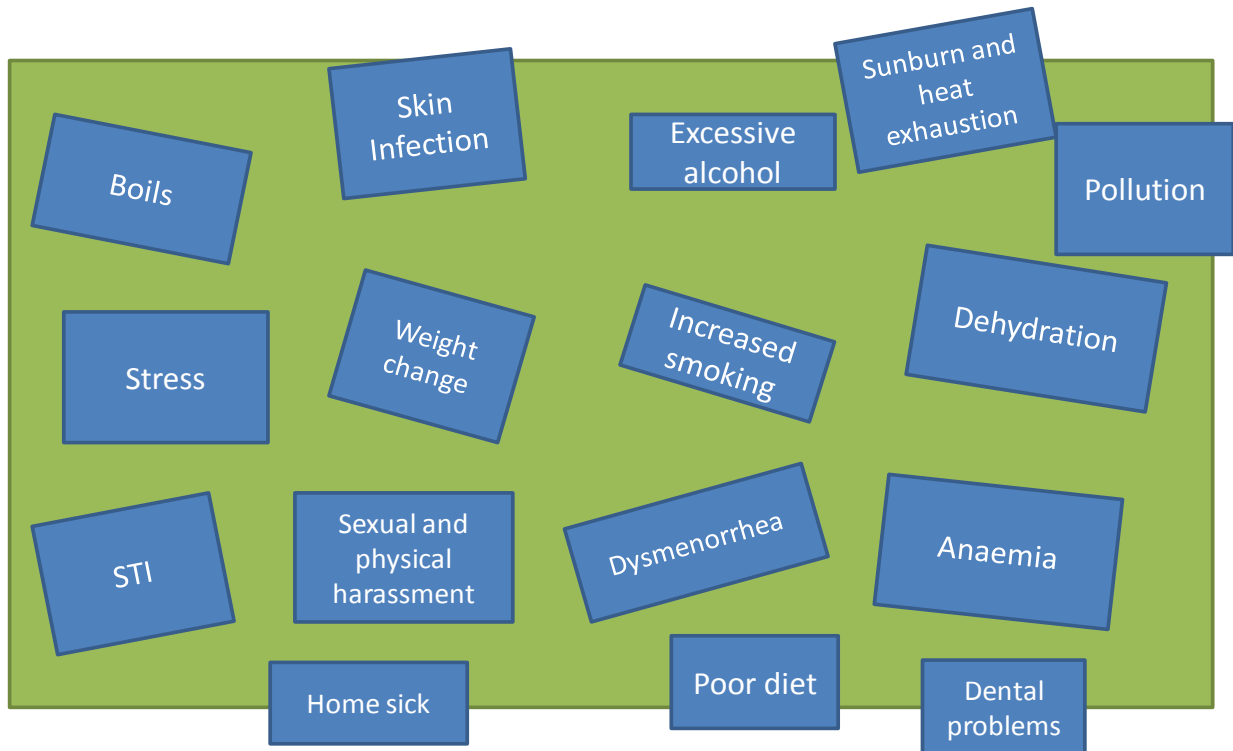 Skin
Infection
Excessive
alcohol
Sunburn and
heat
exhaustion
Boils
Pollution
Stress
Weight
change
Increased
smoking
Dehydration
STI
Sexual and
physical
harassment
Dysmenorrhea
Anaemia
Home sick
Poor diet
Dental
problems